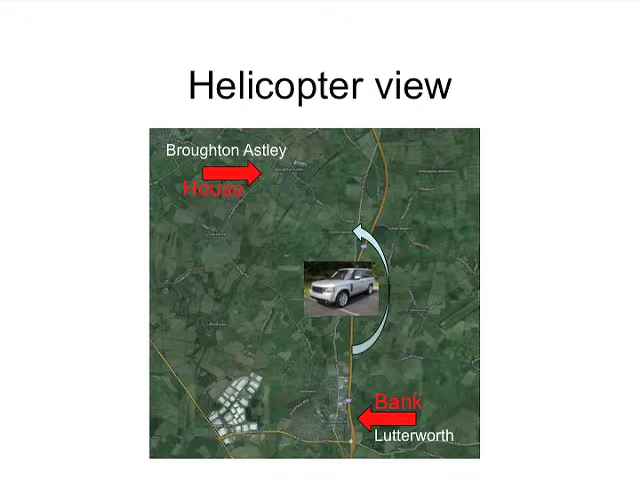 Helicopter view
Broughton Astley
House
Bank
Lutterworth